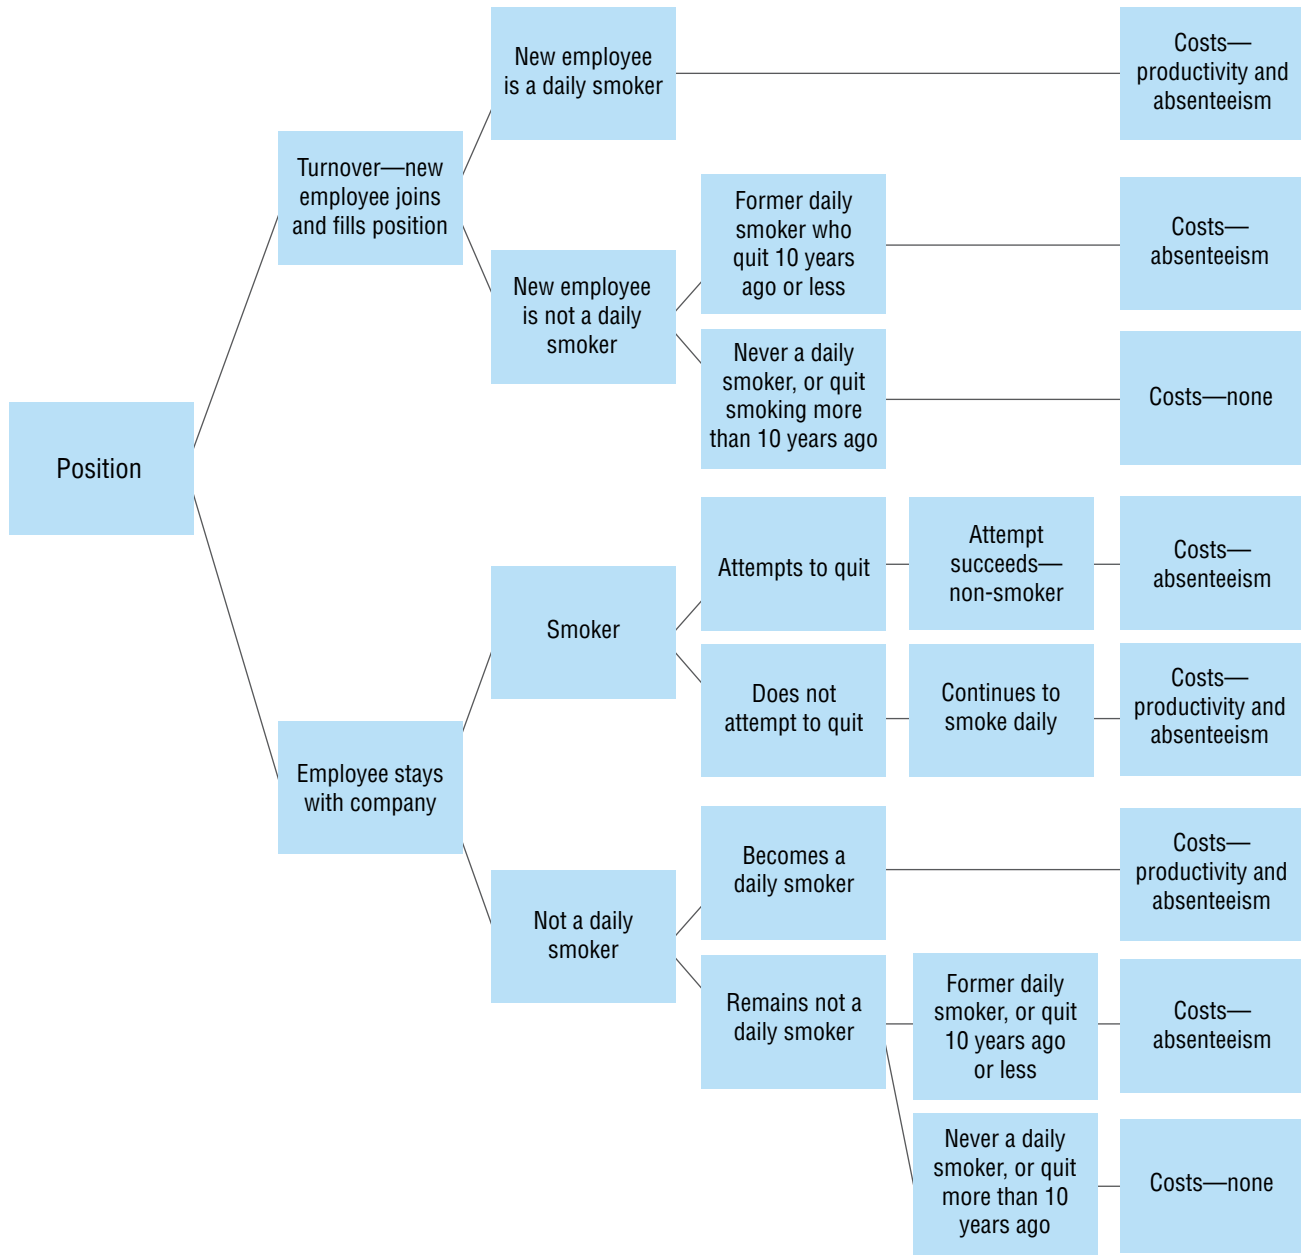 Position
Turnover—new
employee joins
and fills position
New employee
is a daily smoker
Costs—
productivity and
absenteeism
New employee
is not a daily
smoker
Former daily
smoker who
quit 10 years
ago or less
Costs—
absenteeism
Never a daily
smoker, or quit
smoking more
than 10 years ago
Costs—none
Employee stays
with company
Smoker
Attempts to quit
Attempt
succeeds—
non-smoker
Costs—
absenteeism
Does not
attempt to quit
Continues to
smoke daily
Costs—
productivity and
absenteeism
Not a daily
smoker
Becomes a
daily smoker
Costs—
productivity and
absenteeism
Remains not a
daily smoker
Former daily
smoker, or quit
10 years ago
or less
Costs—
absenteeism
Never a daily
smoker, or quit
more than 10
years ago
Costs—none